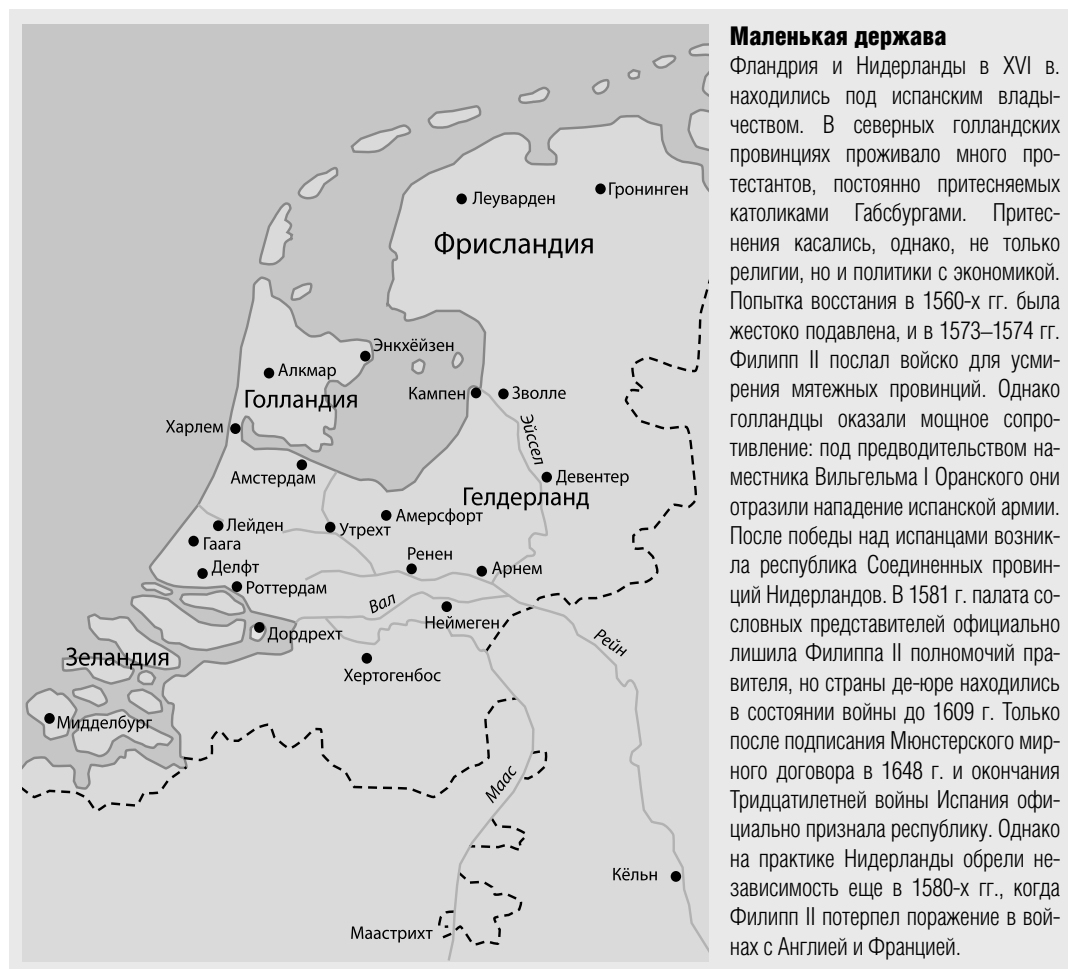 Маленькая держава
Фландрия и Нидерланды в XVI в.
находились под испанским влады-
чеством. В северных голландских
провинциях проживало много про-
тестантов, постоянно притесняемых
католиками Габсбургами. Притес-
нения касались, однако, не только
религии, но и политики с экономикой.
Попытка восстания в 1560-х гг. была
жестоко подавлена, и в 1573–1574 гг.
Филипп II послал войско для усми-
рения мятежных провинций. Однако
голландцы оказали мощное сопро-
тивление: под предводительством на-
местника Вильгельма I Оранского они
отразили нападение испанской армии.
После победы над испанцами возник-
ла республика Соединенных провин-
ций Нидерландов. В 1581 г. палата со-
словных представителей официально
лишила Филиппа II полномочий пра-
вителя, но страны де-юре находились
в состоянии войны до 1609 г. Только
после подписания Мюнстерского мир-
ного договора в 1648 г. и окончания
Тридцатилетней войны Испания офи-
циально признала республику. Однако
на практике Нидерланды обрели не-
зависимость еще в 1580-х гг., когда
Филипп II потерпел поражение в вой-
нах с Англией и Францией.
Гронинген
Леуварден
Фрисландия
Энкхёйзен
Алкмар
Кампен
Зволле
Голландия
Харлем
Эйссел
Амстердам
Девентер
Гелдерланд
Амерсфорт
Лейден
Утрехт
Гаага
Ренен
Делфт
Арнем
Роттердам
Вал
Неймеген
Дордрехт
Рейн
Зеландия
Хертогенбос
Мидделбург
Маас
Кёльн
Маастрихт